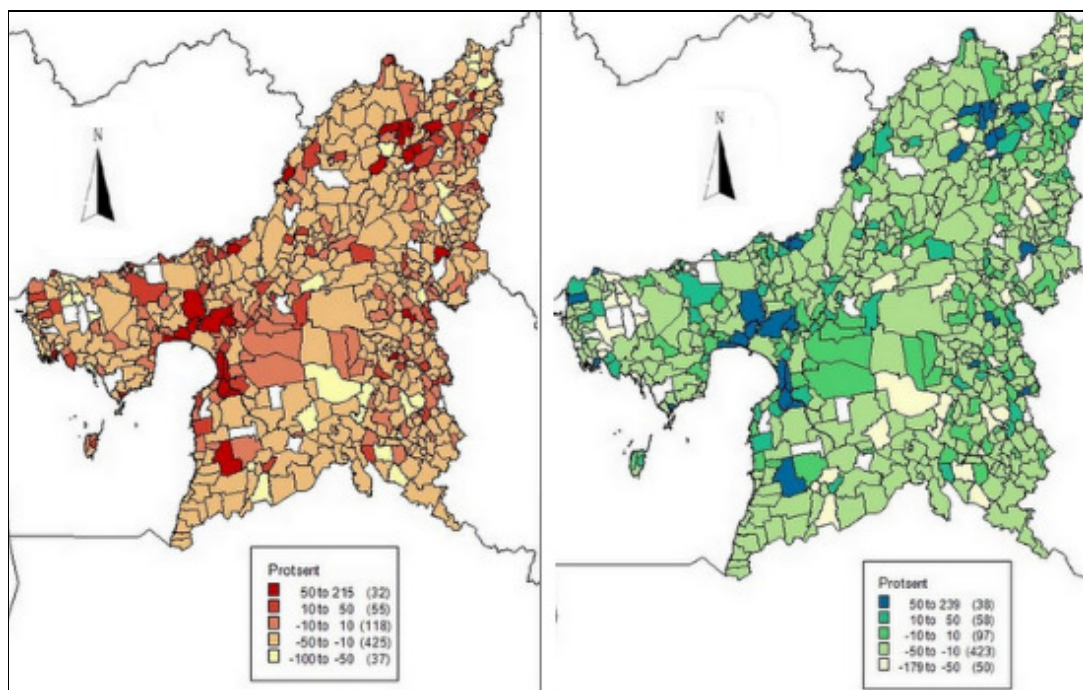 N
Protsent
50 to 215 (32)
10 to 50 (55)
-10 to 10 (118)
-50 to -10 (425)
-100 to -50 (37)
N
Protsent
50 to 239 (38)
10 to 50 (58)
-10 to 10 (97)
-50 to -10 (423)
-179 to -50 (50)